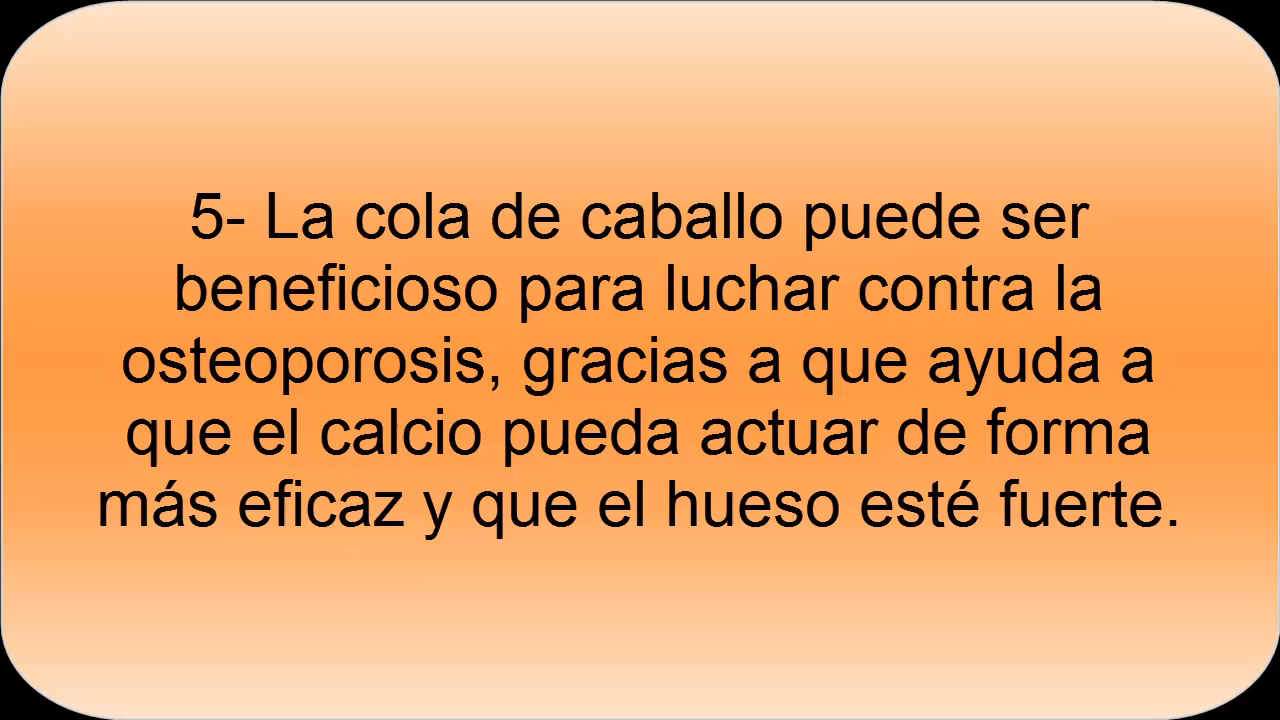 5- La cola de caballo puede ser
beneficioso para luchar contra la
osteoporosis, gracias a que ayuda a
que el calcio pueda actuar de forma
más eficaz y que el hueso esté fuerte.